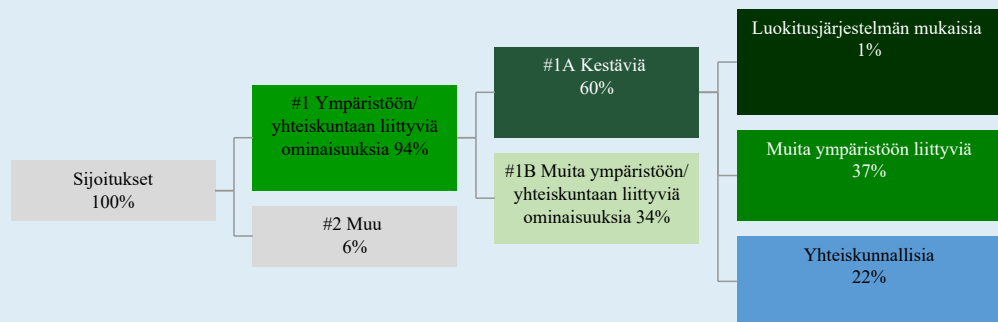 Sijoitukset
100%
#1 Ympäristöön/
yhteiskuntaan liittyviä
ominaisuuksia 94%
#2 Muu
6%
#1A Kestäviä
60%
#1B Muita ympäristöön/
yhteiskuntaan liittyviä
ominaisuuksia 34%
Luokitusjärjestelmän mukaisia
1%
Muita ympäristöön liittyviä
37%
Yhteiskunnallisia
22%